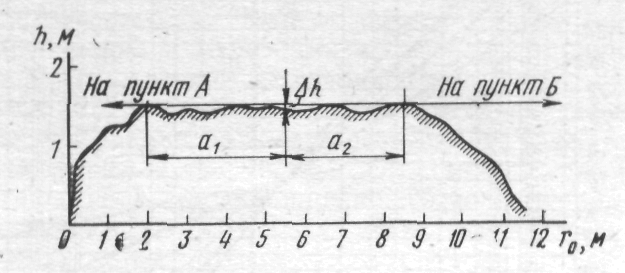 h, м
2
На пункт А
Δh
На пункт Б
1
a₁
a₂
0 1 2 3 4 5 6 7 8 9 10 11 12 r₀, м